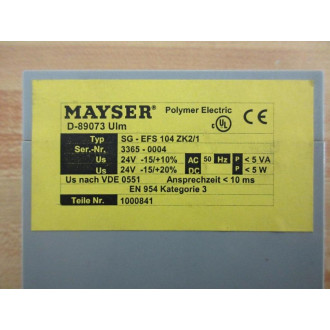 MAYSER® Polymer Electric
D-89073 Ulm
Typ SG - EFS 104 ZK2/1
Ser.-Nr. 3365 - 0004
Us 24V -15/+10% AC 50 Hz P < 5 VA
Us 24V -15/+20% DC P < 5 W
Us nach VDE 0551 Ansprechzeit < 10 ms
EN 954 Kategorie 3
Teile Nr. 1000841
c UL us CE